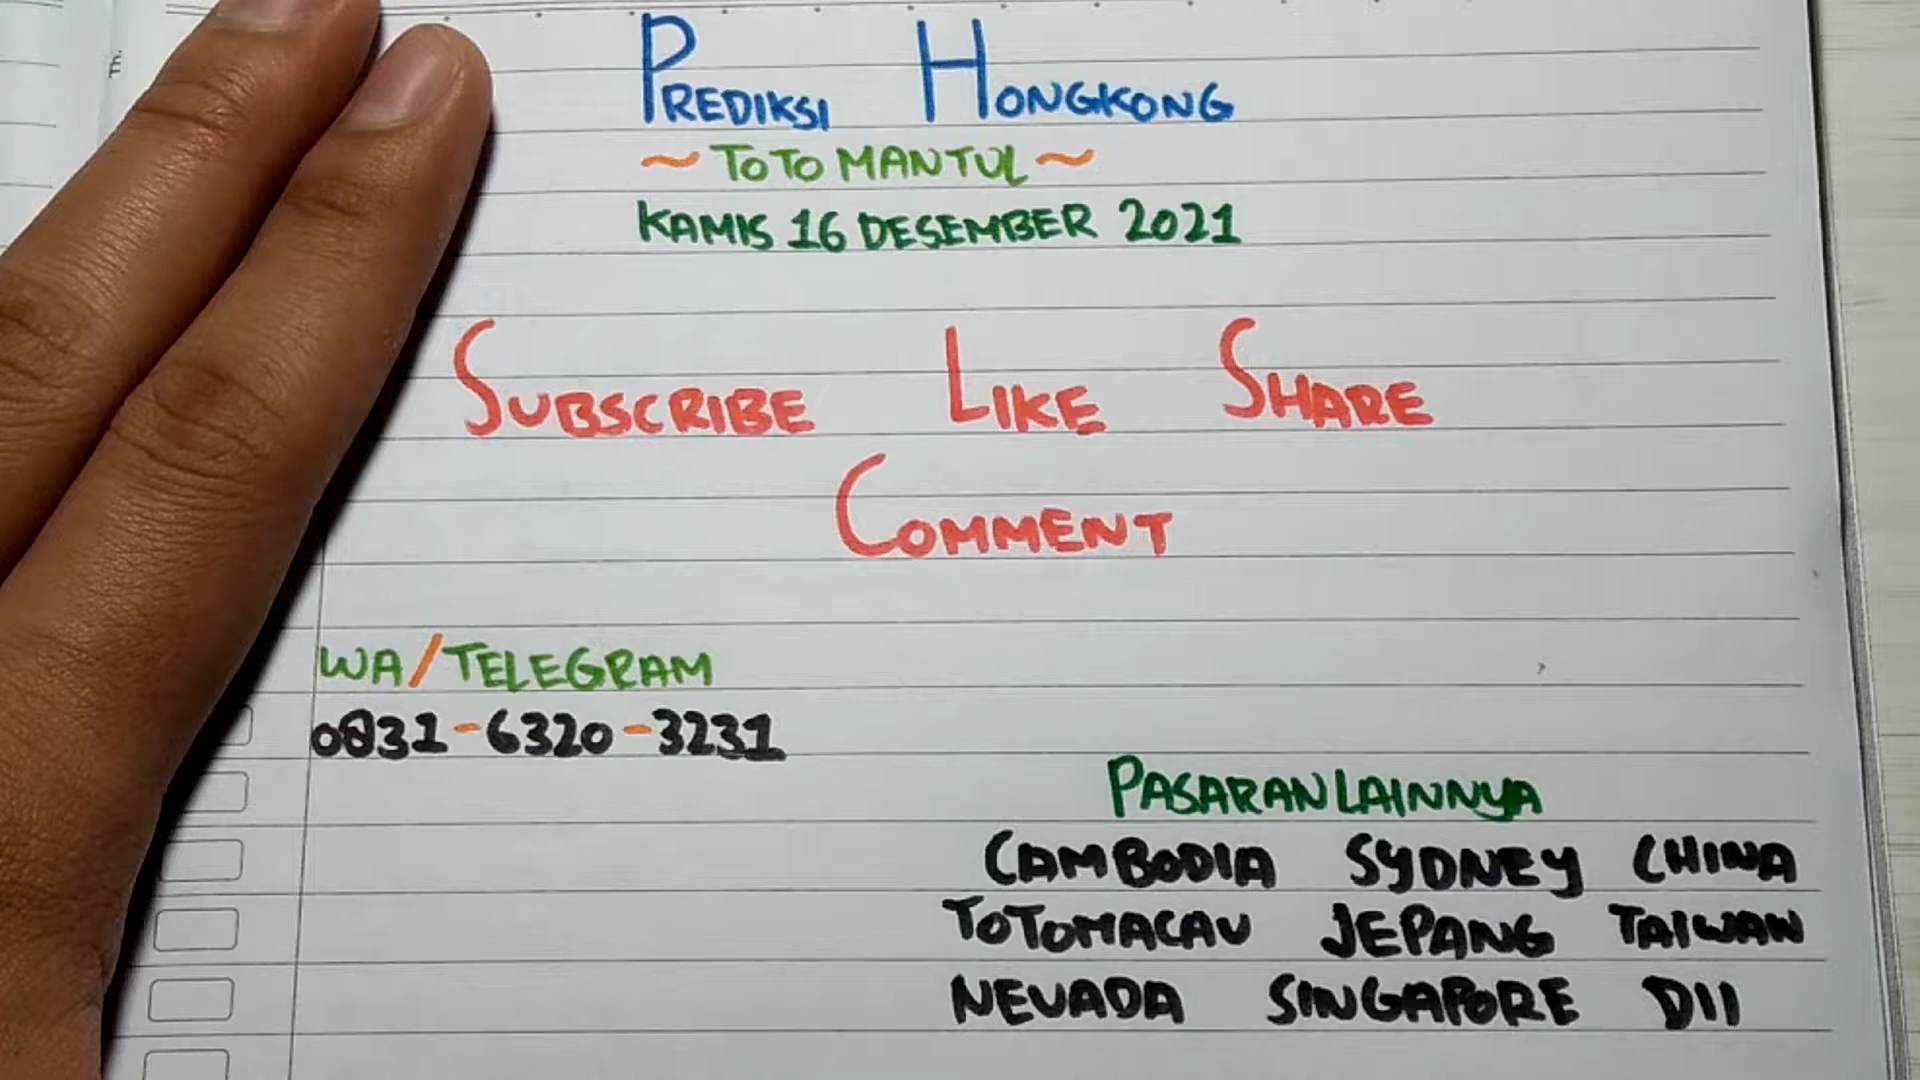 PREDIKSI HONGKONG
~ TOTO MANTUL ~
KAMIS 16 DESEMBER 2021
SUBSCRIBE LIKE SHARE
COMMENT
WA/TELEGRAM
0831-6320-3231
PASARAN LAINNYA
CAMBODIA SYDNEY CHINA
TOTOMACAU JEPANG TAIWAN
NEVADA SINGAPORE Dll